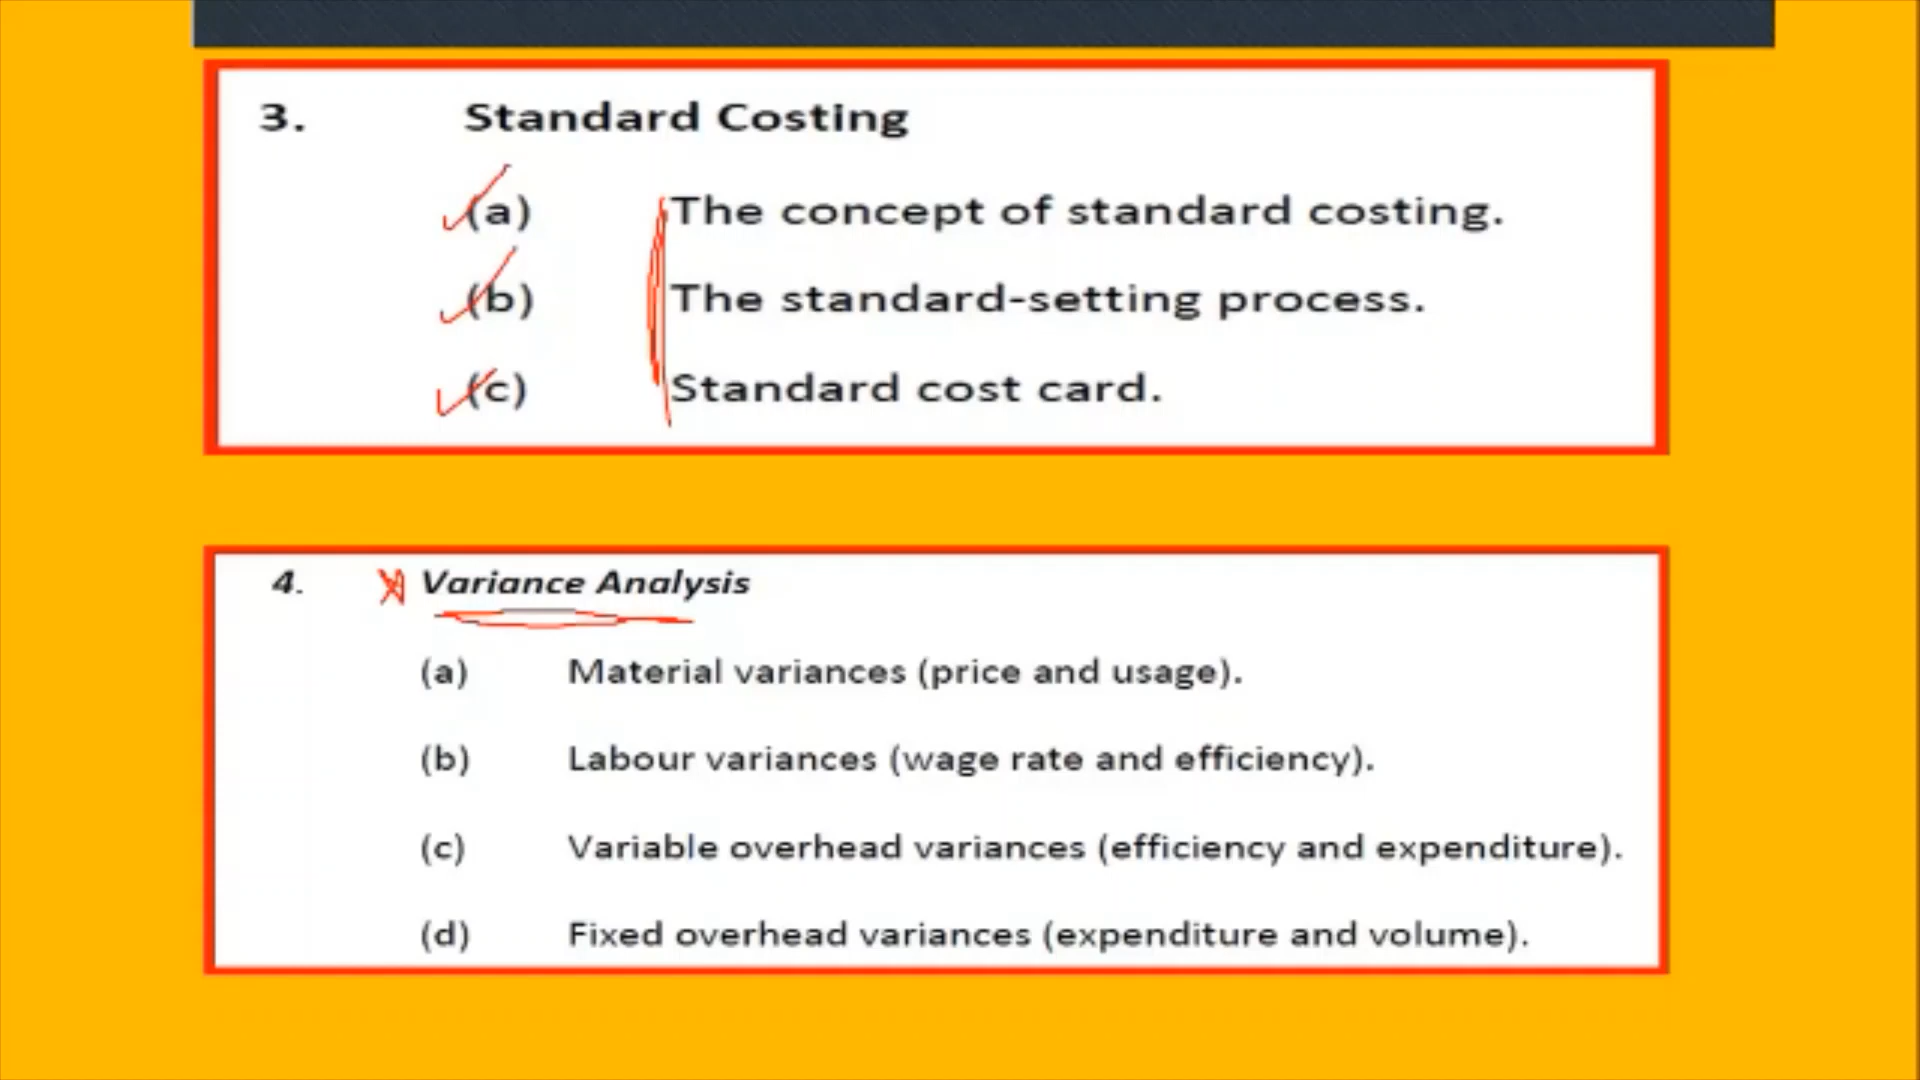 3. Standard Costing
(a) The concept of standard costing.
(b) The standard-setting process.
(c) Standard cost card.
4. Variance Analysis
(a) Material variances (price and usage).
(b) Labour variances (wage rate and efficiency).
(c) Variable overhead variances (efficiency and expenditure).
(d) Fixed overhead variances (expenditure and volume).